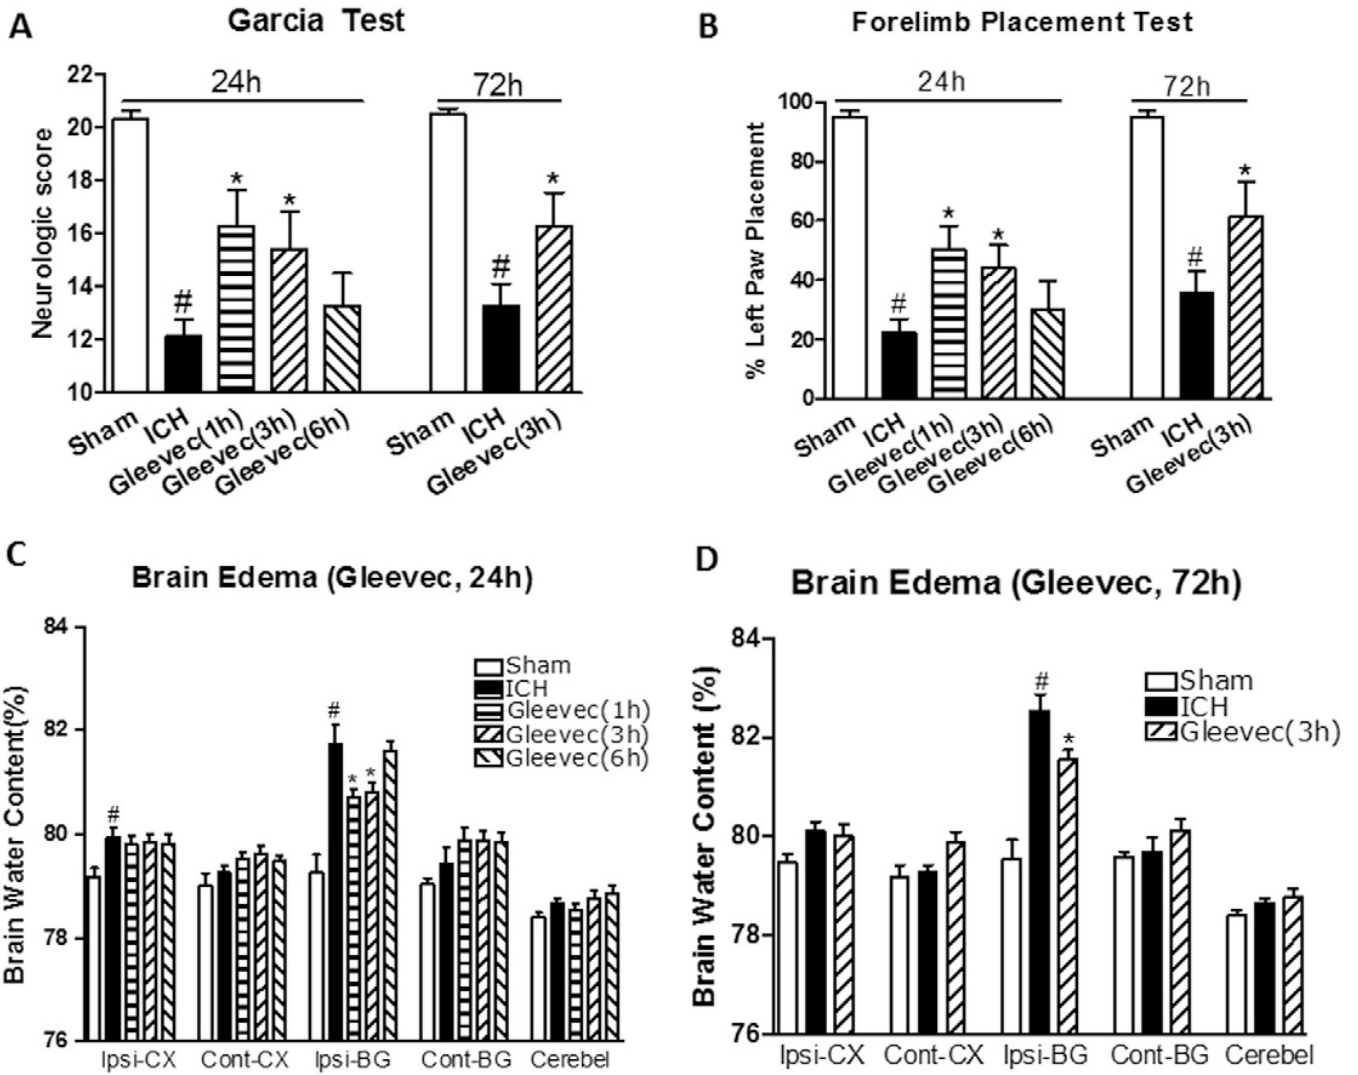 A
Garcia Test
24h
72h
Neurologic score
22
20
18
16
14
12
10
*
*
#
#
*
Sham
ICH
Gleevec(1h)
Gleevec(3h)
Gleevec(6h)
Sham
ICH
Gleevec(3h)
B
Forelimb Placement Test
24h
72h
% Left Paw Placement
100
80
60
40
20
0
#
*
*
#
*
Sham
ICH
Gleevec(1h)
Gleevec(3h)
Gleevec(6h)
Sham
ICH
Gleevec(3h)
C
Brain Edema (Gleevec, 24h)
Brain Water Content(%)
84
82
80
78
76
Sham
ICH
Gleevec(1h)
Gleevec(3h)
Gleevec(6h)
#
#
*
*
Ipsi-CX
Cont-CX
Ipsi-BG
Cont-BG
Cerebel
D
Brain Edema (Gleevec, 72h)
Brain Water Content (%)
84
82
80
78
76
Sham
ICH
Gleevec(3h)
#
*
Ipsi-CX
Cont-CX
Ipsi-BG
Cont-BG
Cerebel